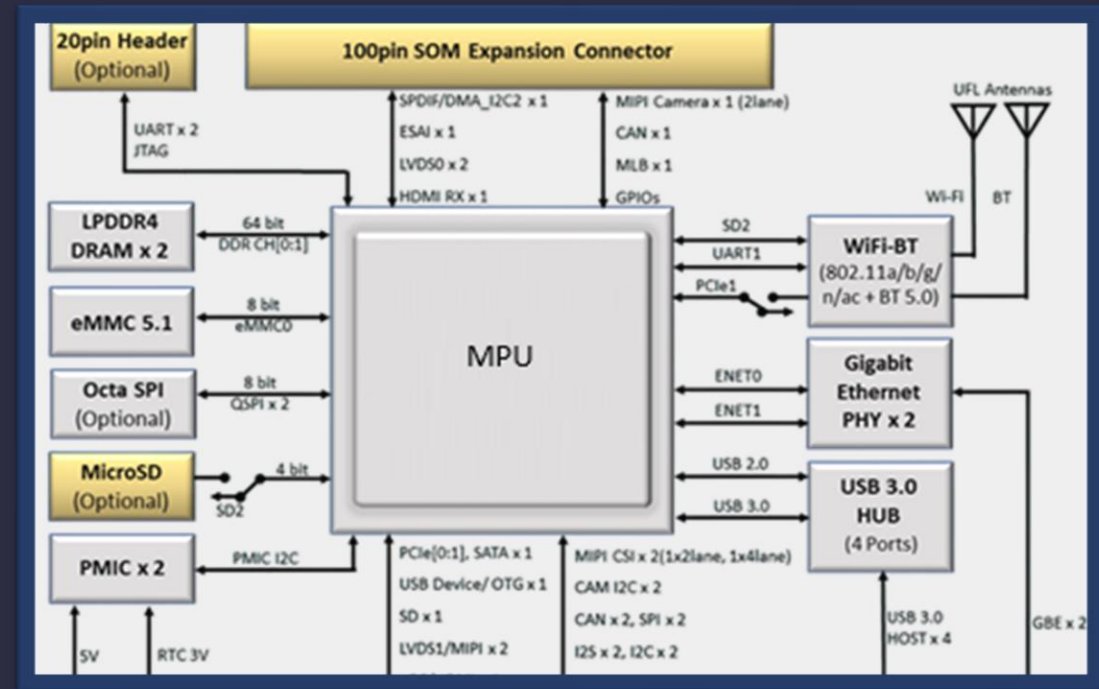 20pin Header
(Optional)
100pin SOM Expansion Connector
UART x 2
JTAG
SPDIF/DMA_I2C2 x 1
ESAI x 1
LVDS0 x 2
HDMI RX x 1
MIPI Camera x 1 (2lane)
CAN x 1
MLB x 1
GPIOs
UFL Antennas
Wi-Fi
BT
LPDDR4
DRAM x 2
64 bit
DDR CH[0:1]
eMMC 5.1
8 bit
eMMC0
Octa SPI
(Optional)
8 bit
QSPI x 2
MicroSD
(Optional)
4 bit
SD2
PMIC x 2
PMIC I2C
5V
RTC 3V
MPU
SD2
UART1
PCIe1
WiFi-BT
(802.11a/b/g/
n/ac + BT 5.0)
ENET0
ENET1
Gigabit
Ethernet
PHY x 2
USB 2.0
USB 3.0
USB 3.0
HUB
(4 Ports)
PCIe[0:1], SATA x 1
USB Device/ OTG x 1
SD x 1
LVDS1/MIPI x 2
MIPI CSI x 2(1x2lane, 1x4lane)
CAM I2C x 2
CAN x 2, SPI x 2
I2S x 2, I2C x 2
USB 3.0
HOST x 4
GBE x 2